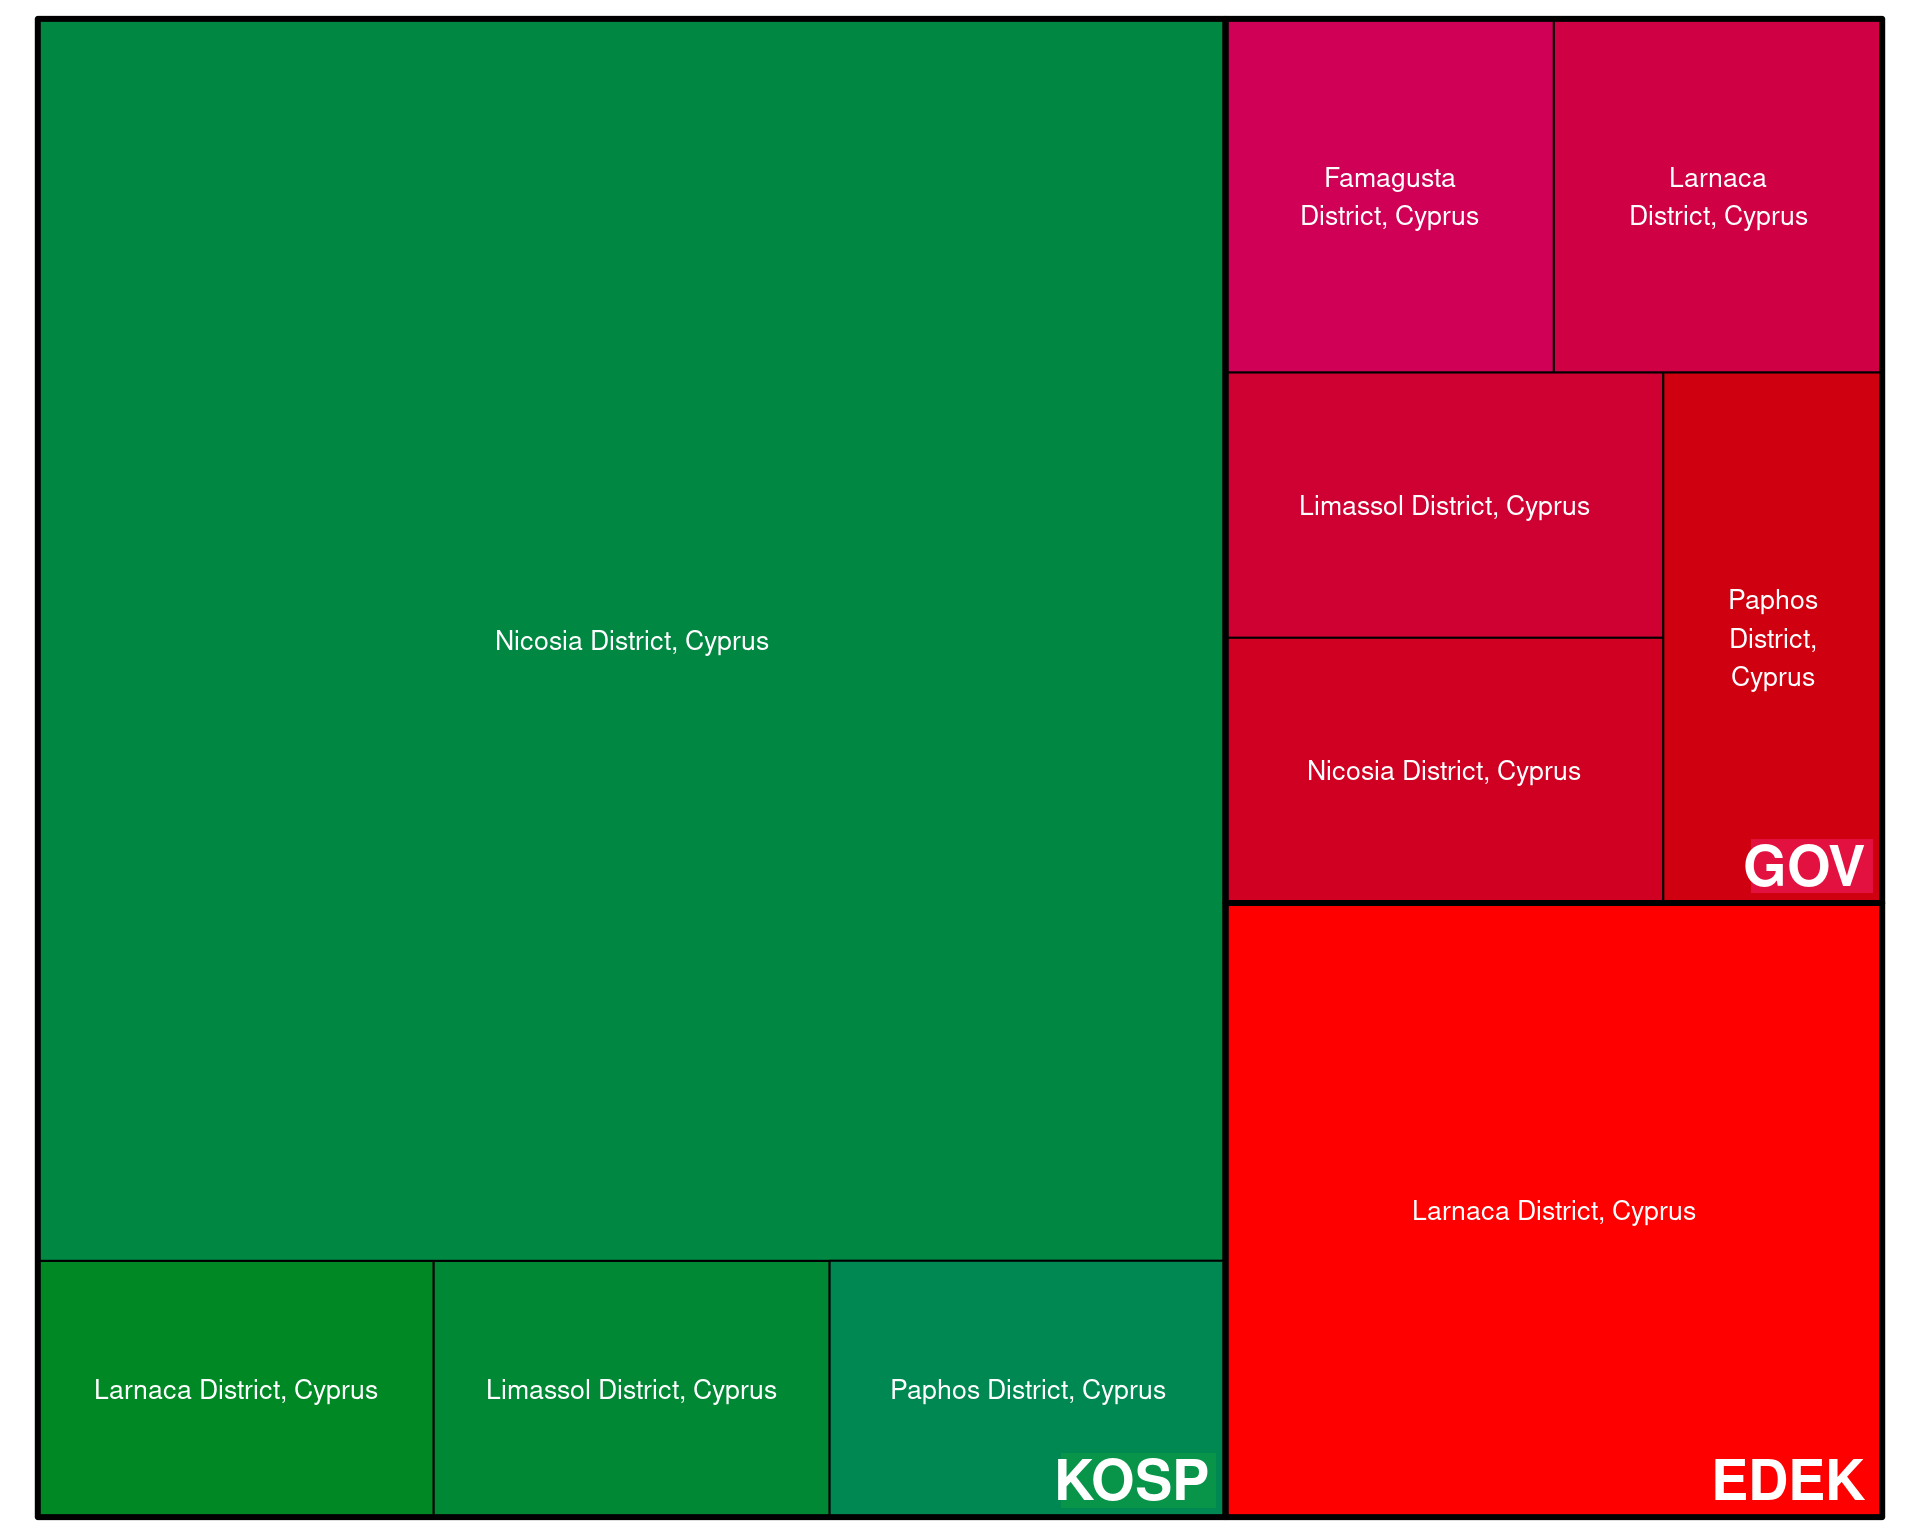 Famagusta
District, Cyprus
Larnaca
District, Cyprus
Limassol District, Cyprus
Paphos
District,
Cyprus
Nicosia District, Cyprus
Nicosia District, Cyprus
GOV
Larnaca District, Cyprus
Larnaca District, Cyprus
Limassol District, Cyprus
Paphos District, Cyprus
KOSP
EDEK